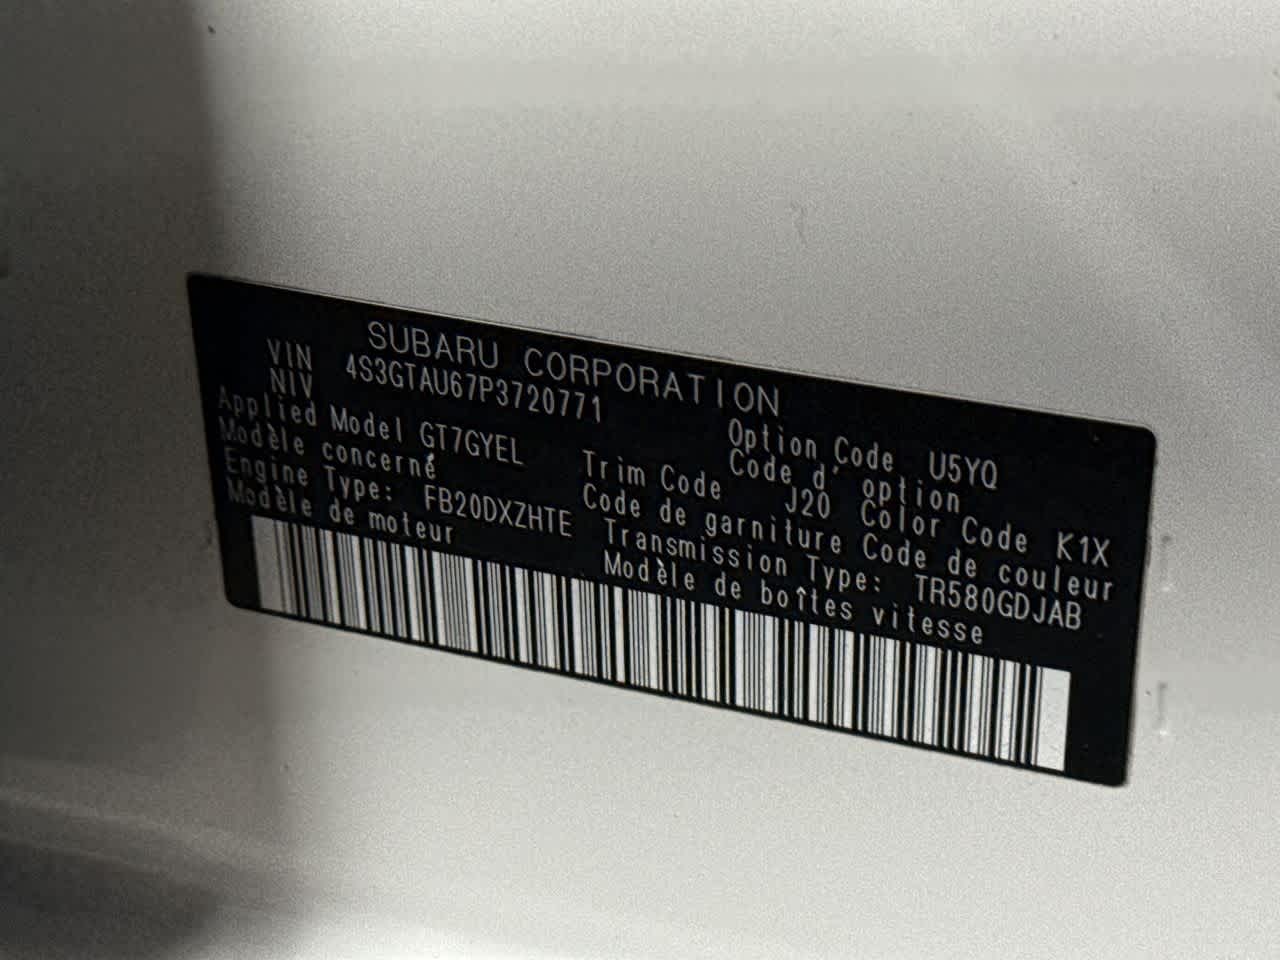 SUBARU CORPORATION
VIN 4S3GTAU67P3720771
NIV
Applied Model GT7GYEL Option Code U5YQ
Modèle concerné Trim Code J20 Code d' option
Engine Type: FB20DXZHTE Code de garniture Color Code K1X
Modèle de moteur Transmission Type: TR580GDJAB Code de couleur
Modèle de boîtes vitesse